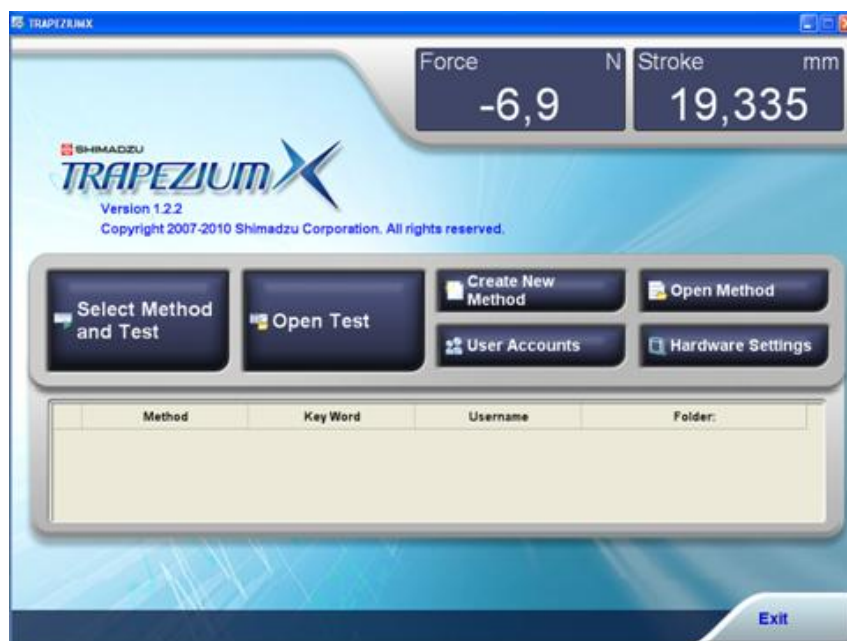 TRAPEZIUMX
Force N Stroke mm
-6,9 19,335
SHIMADZU
TRAPEZIUM X
Version 1.2.2
Copyright 2007-2010 Shimadzu Corporation. All rights reserved.
Select Method
and Test
Open Test
Create New
Method
Open Method
User Accounts
Hardware Settings
Method Key Word Username Folder:
Exit